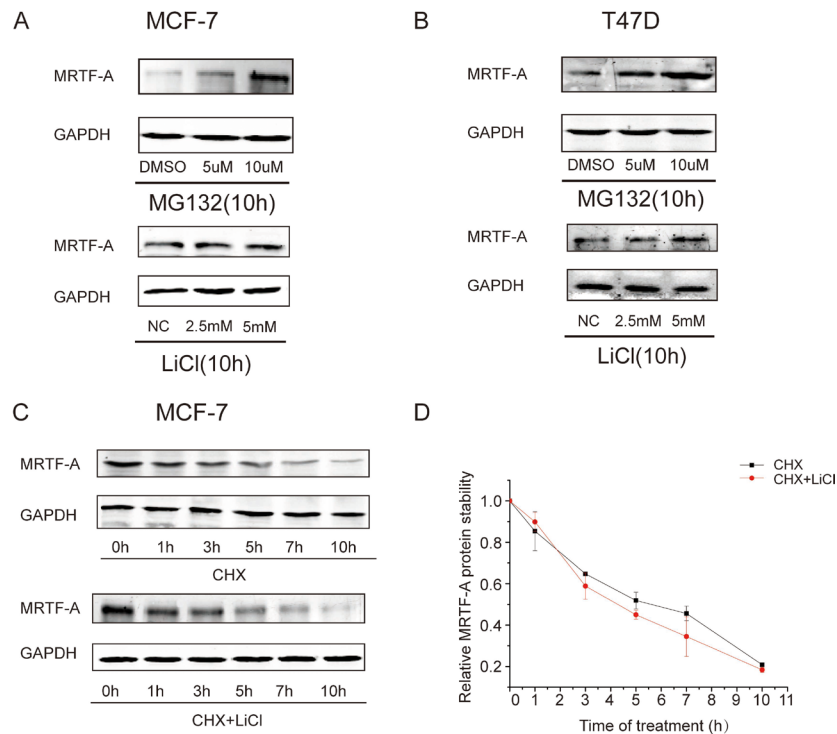 A
MCF-7
MRTF-A
GAPDH
DMSO 5uM 10uM
MG132(10h)
MRTF-A
GAPDH
NC 2.5mM 5mM
LiCl(10h)
B
T47D
MRTF-A
GAPDH
DMSO 5uM 10uM
MG132(10h)
MRTF-A
GAPDH
NC 2.5mM 5mM
LiCl(10h)
C
MCF-7
MRTF-A
GAPDH
0h 1h 3h 5h 7h 10h
CHX
MRTF-A
GAPDH
0h 1h 3h 5h 7h 10h
CHX+LiCl
D
CHX
CHX+LiCl
Relative MRTF-A protein stability
1.0
0.8
0.6
0.4
0.2
0 1 2 3 4 5 6 7 8 9 10 11
Time of treatment (h)